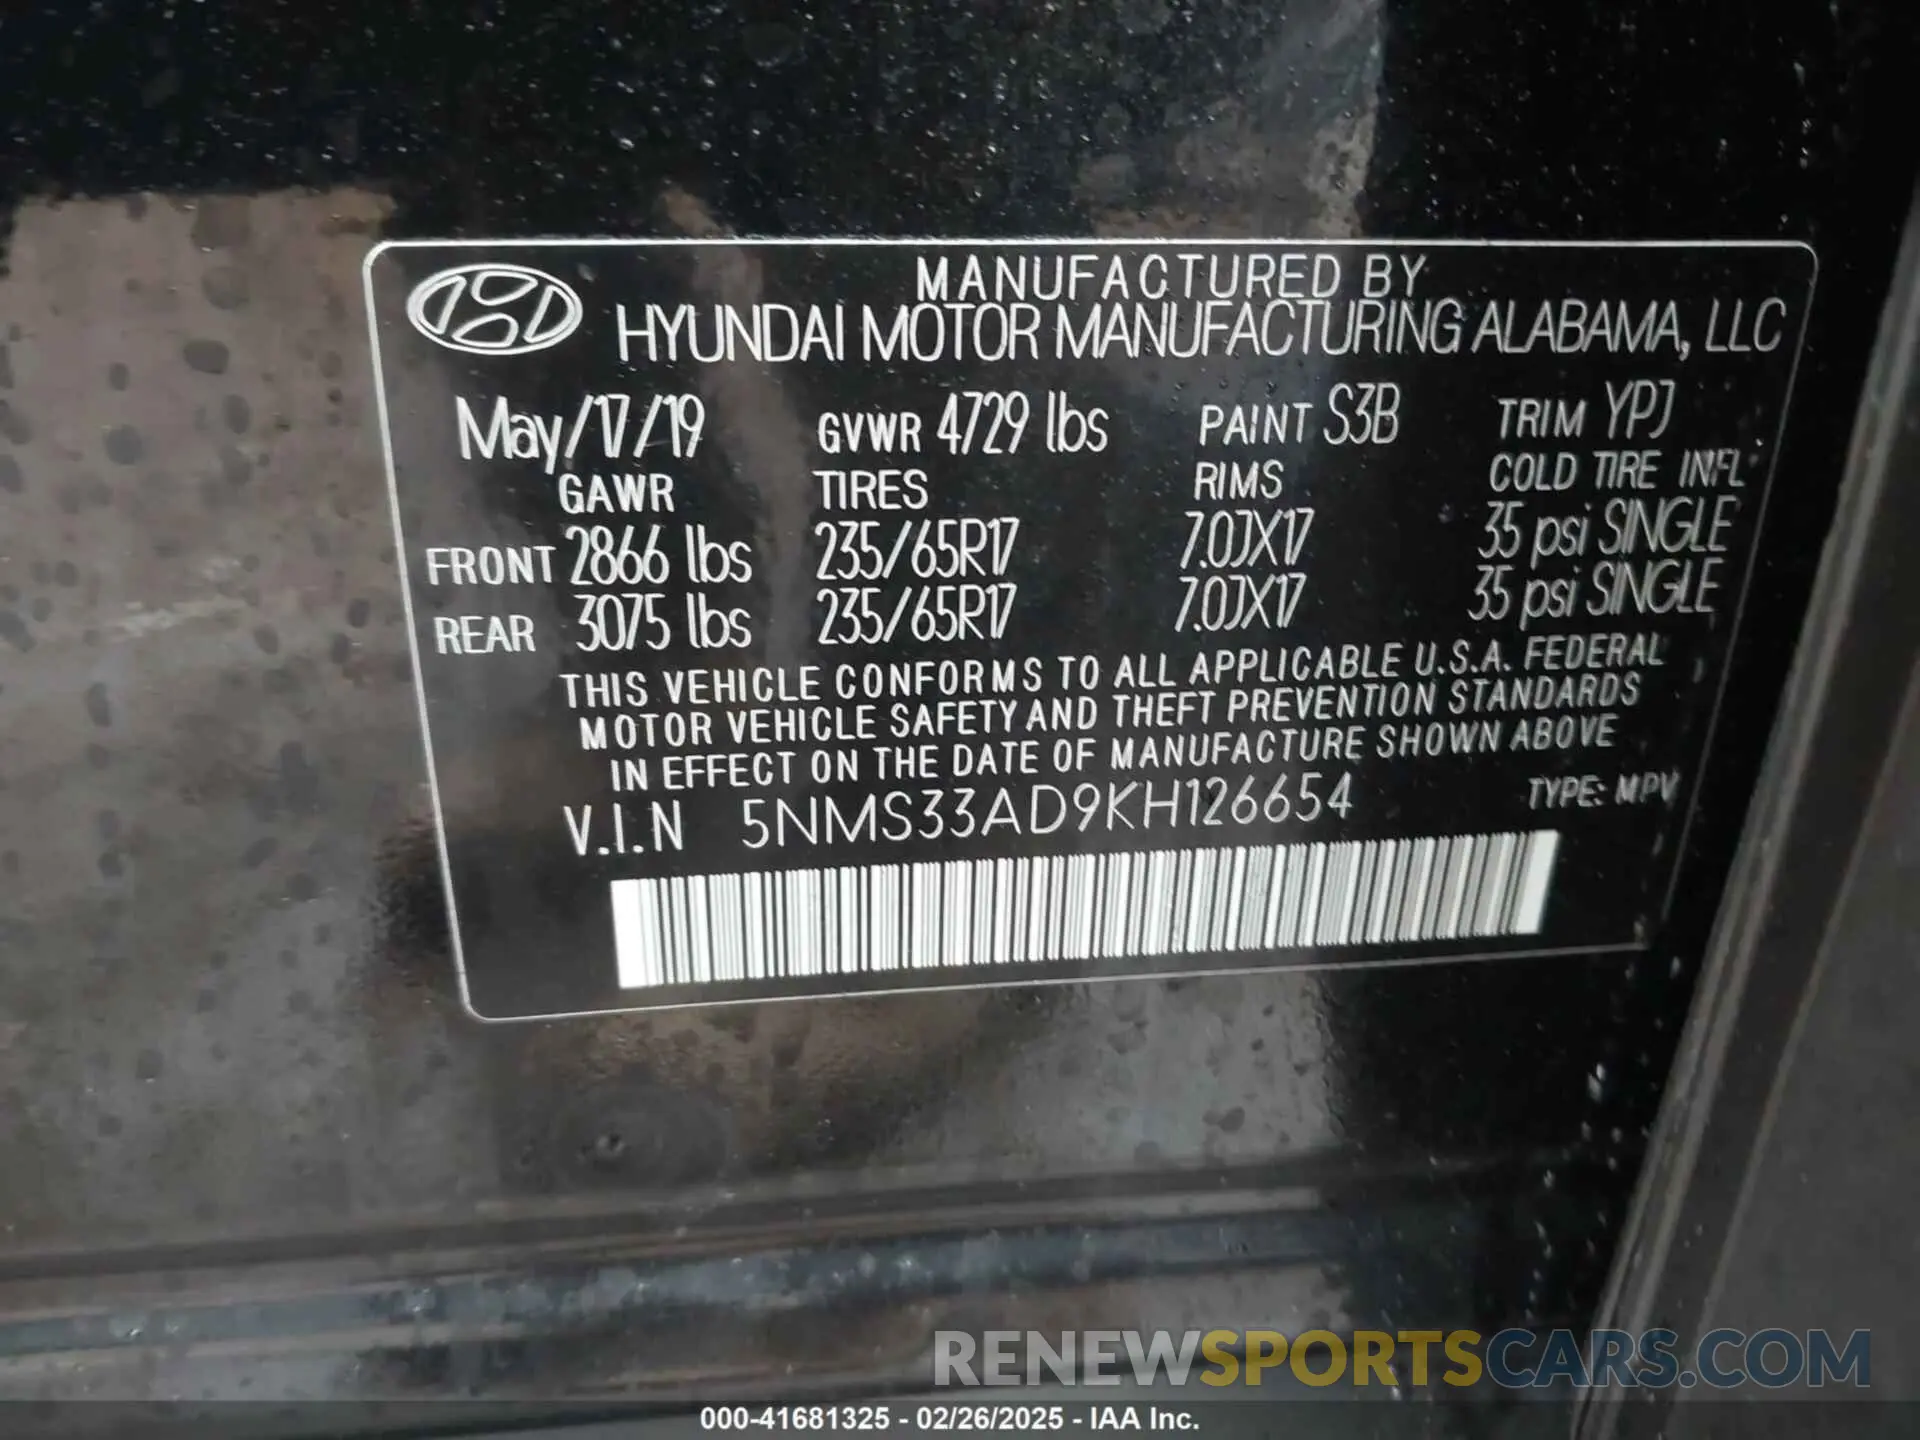 MANUFACTURED BY
HYUNDAI MOTOR MANUFACTURING ALABAMA, LLC
May/17/19 GVWR 4729 lbs PAINT S3B TRIM YPJ
GAWR TIRES RIMS COLD TIRE INFL.
FRONT 2866 lbs 235/65R17 7.0JX17 35 psi SINGLE
REAR 3075 lbs 235/65R17 7.0JX17 35 psi SINGLE
THIS VEHICLE CONFORMS TO ALL APPLICABLE U.S.A. FEDERAL
MOTOR VEHICLE SAFETY AND THEFT PREVENTION STANDARDS
IN EFFECT ON THE DATE OF MANUFACTURE SHOWN ABOVE
V.I.N 5NMS33AD9KH126654 TYPE: MPV
RENEWSPORTSCARS.COM
000-41681325 - 02/26/2025 - IAA Inc.